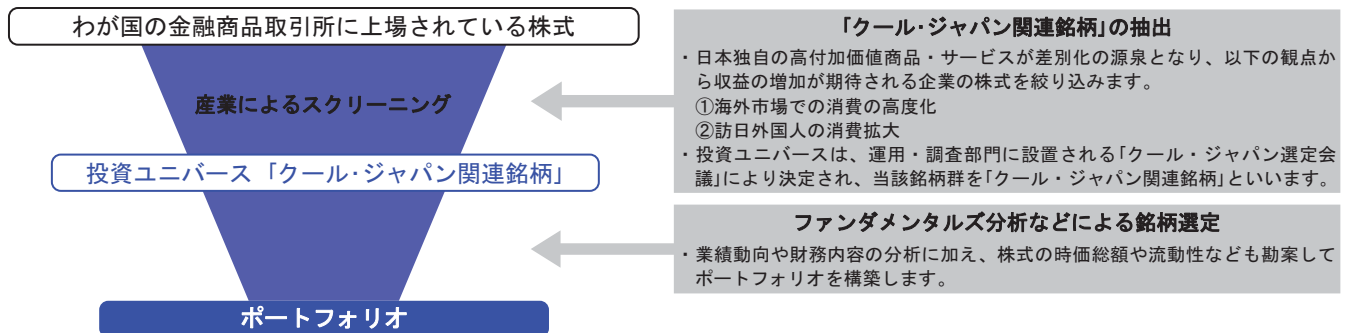 わが国の金融商品取引所に上場されている株式
産業によるスクリーニング
投資ユニバース「クール・ジャパン関連銘柄」
ポートフォリオ
「クール・ジャパン関連銘柄」の抽出
・日本独自の高付加価値商品・サービスが差別化の源泉となり、以下の観点か
ら収益の増加が期待される企業の株式を絞り込みます。
①海外市場での消費の高度化
②訪日外国人の消費拡大
・投資ユニバースは、運用・調査部門に設置される「クール・ジャパン選定会
議」により決定され、当該銘柄群を「クール・ジャパン関連銘柄」といいます。
ファンダメンタルズ分析などによる銘柄選定
・業績動向や財務内容の分析に加え、株式の時価総額や流動性なども勘案して
ポートフォリオを構築します。